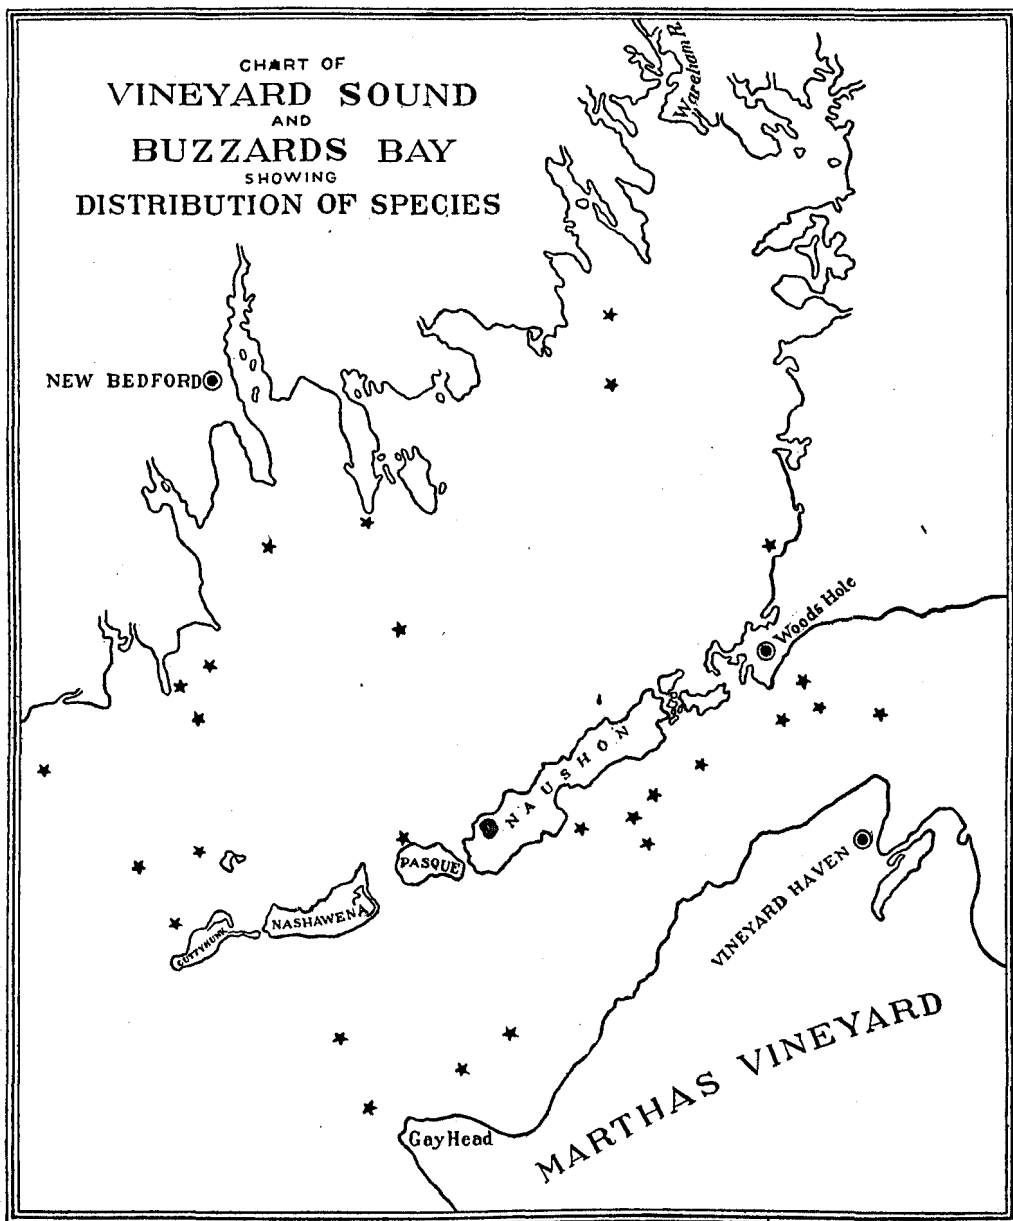 CHART OF
VINEYARD SOUND
AND
BUZZARDS BAY
SHOWING
DISTRIBUTION OF SPECIES
Wareham R.
NEW BEDFORD
Woods Hole
NAUSHON
PASQUE
NASHAWENA
CUTTYHUNK
VINEYARD HAVEN
MARTHAS VINEYARD
Gay Head